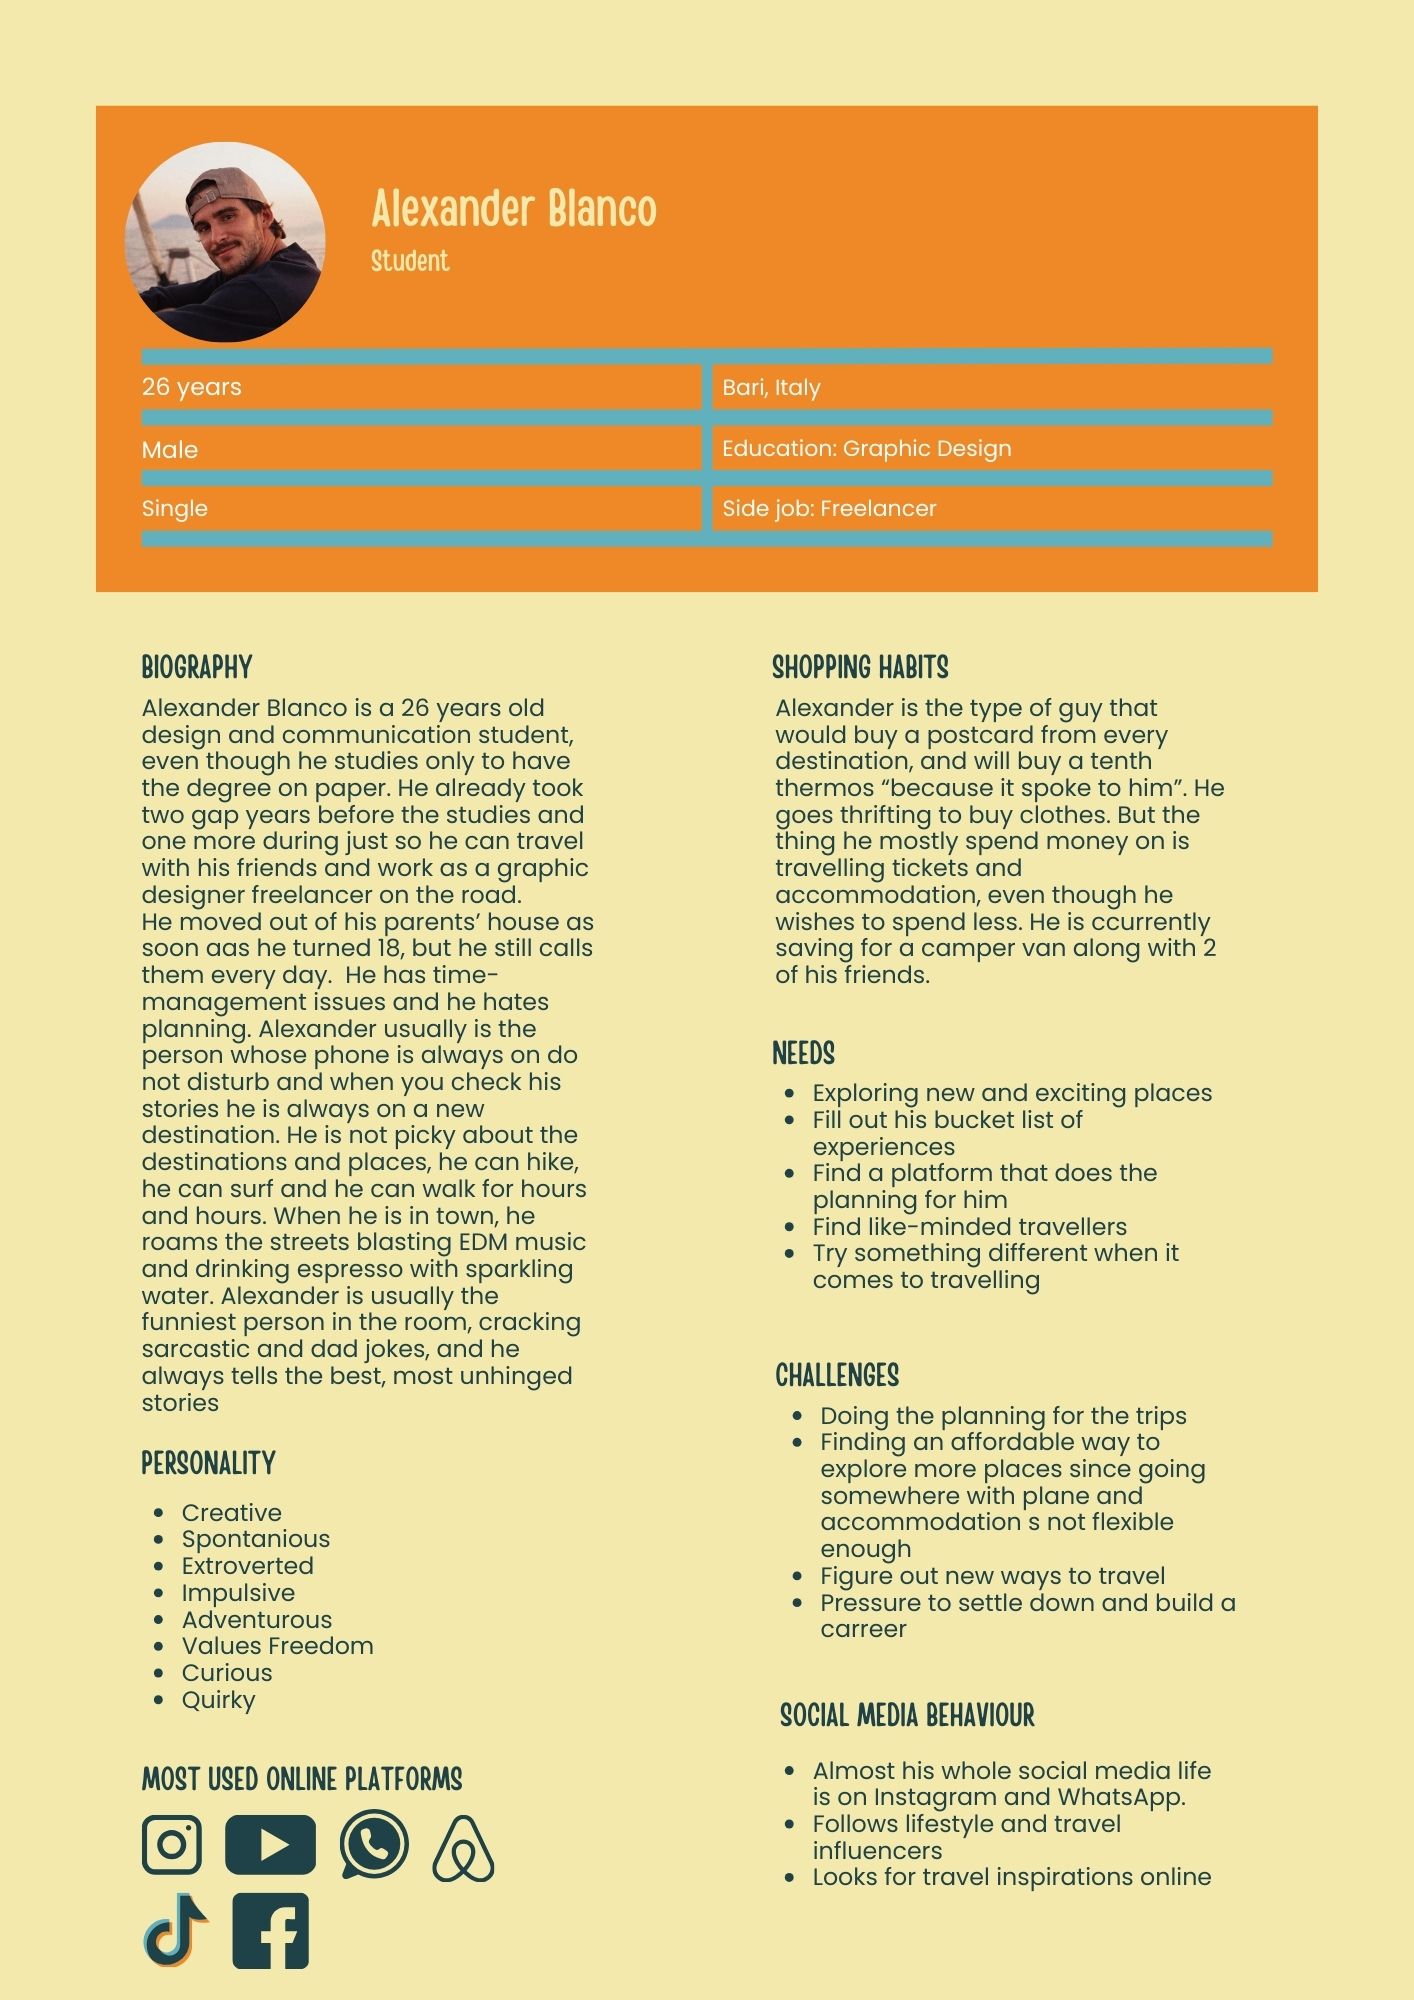 Alexander Blanco
Student
26 years
Bari, Italy
Male
Education: Graphic Design
Single
Side job: Freelancer
BIOGRAPHY
Alexander Blanco is a 26 years old
design and communication student,
even though he studies only to have
the degree on paper. He already took
two gap years before the studies and
one more during just so he can travel
with his friends and work as a graphic
designer freelancer on the road.
He moved out of his parents’ house as
soon aas he turned 18, but he still calls
them every day.  He has time-
management issues and he hates
planning. Alexander usually is the
person whose phone is always on do
not disturb and when you check his
stories he is always on a new
destination. He is not picky about the
destinations and places, he can hike,
he can surf and he can walk for hours
and hours. When he is in town, he
roams the streets blasting EDM music
and drinking espresso with sparkling
water. Alexander is usually the
funniest person in the room, cracking
sarcastic and dad jokes, and he
always tells the best, most unhinged
stories
PERSONALITY
• Creative
• Spontanious
• Extroverted
• Impulsive
• Adventurous
• Values Freedom
• Curious
• Quirky
MOST USED ONLINE PLATFORMS
SHOPPING HABITS
Alexander is the type of guy that
would buy a postcard from every
destination, and will buy a tenth
thermos “because it spoke to him”. He
goes thrifting to buy clothes. But the
thing he mostly spend money on is
travelling tickets and
accommodation, even though he
wishes to spend less. He is ccurrently
saving for a camper van along with 2
of his friends.
NEEDS
• Exploring new and exciting places
• Fill out his bucket list of
experiences
• Find a platform that does the
planning for him
• Find like-minded travellers
• Try something different when it
comes to travelling
CHALLENGES
• Doing the planning for the trips
• Finding an affordable way to
explore more places since going
somewhere with plane and
accommodation s not flexible
enough
• Figure out new ways to travel
• Pressure to settle down and build a
carreer
SOCIAL MEDIA BEHAVIOUR
• Almost his whole social media life
is on Instagram and WhatsApp.
• Follows lifestyle and travel
influencers
• Looks for travel inspirations online